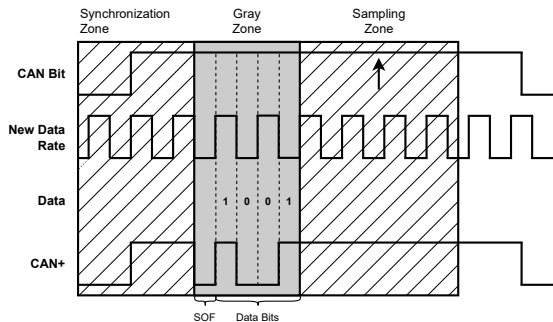 Synchronization
Zone
Gray
Zone
Sampling
Zone
CAN Bit
New Data
Rate
Data
1 0 0 1
CAN+
SOF
Data Bits